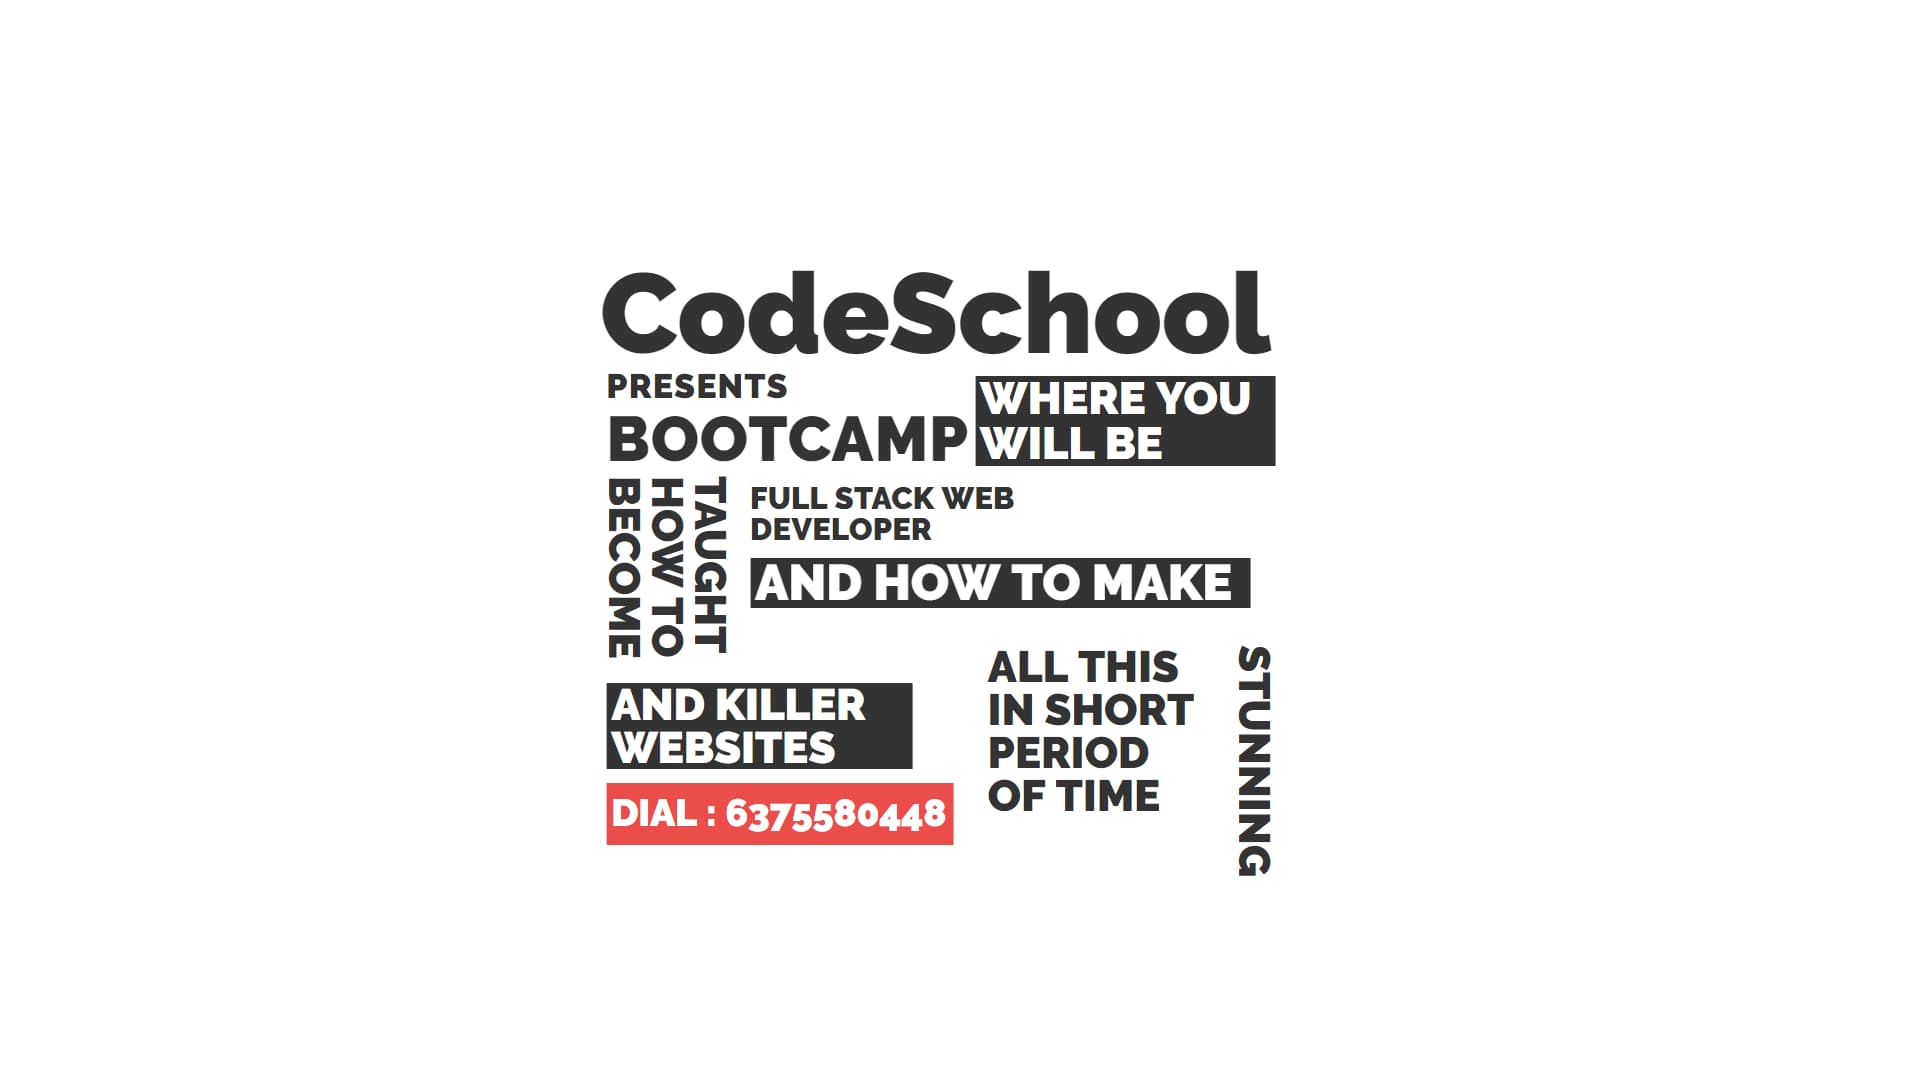 CodeSchool
PRESENTS
BOOTCAMP
WHERE YOU
WILL BE
TAUGHT
HOW TO
BECOME
FULL STACK WEB
DEVELOPER
AND HOW TO MAKE
STUNNING
AND KILLER
WEBSITES
ALL THIS
IN SHORT
PERIOD
OF TIME
DIAL : 6375580448